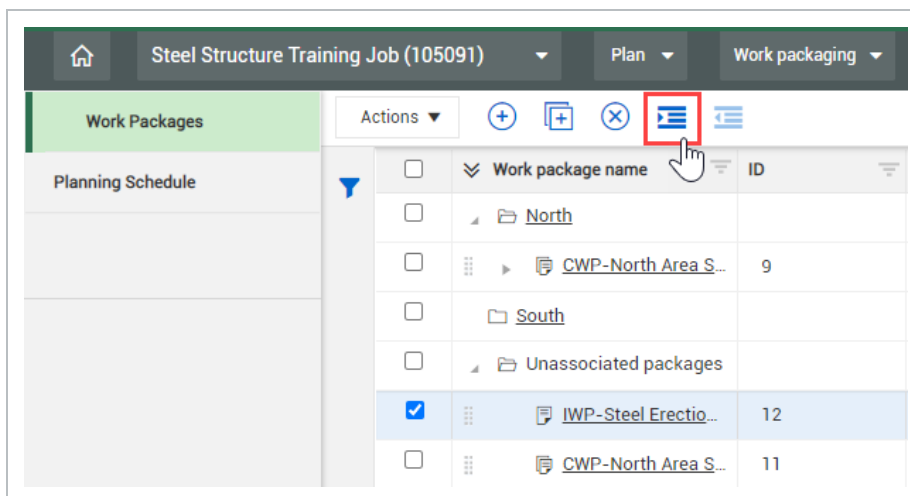 Steel Structure Training Job (105091) Plan Work packaging
Work Packages
Planning Schedule
Actions
Work package name ID
North
CWP-North Area S... 9
South
Unassociated packages
IWP-Steel Erectio... 12
CWP-North Area S... 11